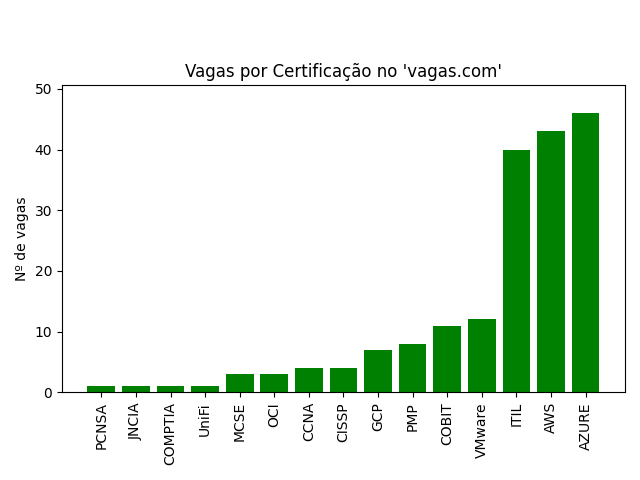 Vagas por Certificação no 'vagas.com'
Nº de vagas
50
40
30
20
10
0
PCNSA
JNCIA
COMPTIA
UniFi
MCSE
OCI
CCNA
CISSP
GCP
PMP
COBIT
VMware
ITIL
AWS
AZURE